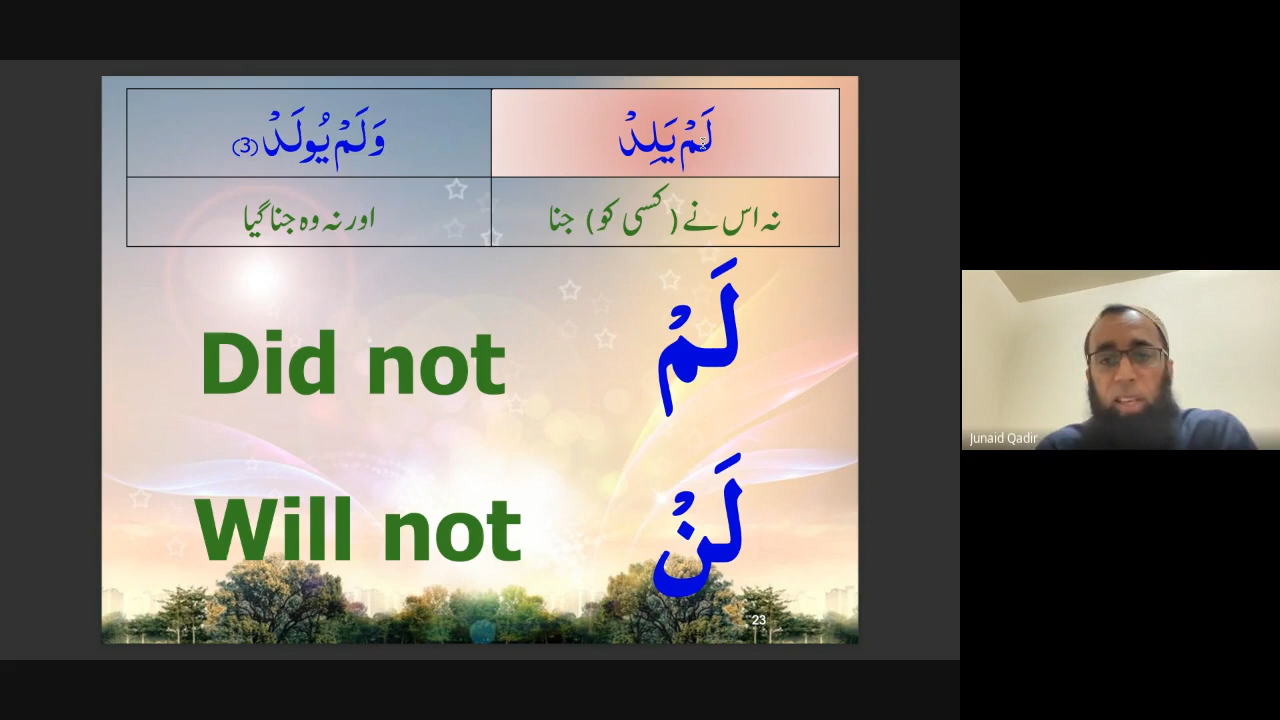 لَمْ يَلِدْ
وَلَمْ يُولَدْ (3)
نہ اس نے (کسی کو) جنا
اور نہ وہ جنا گیا
Did not لَمْ
Will not لَنْ
23
Junaid Qadir